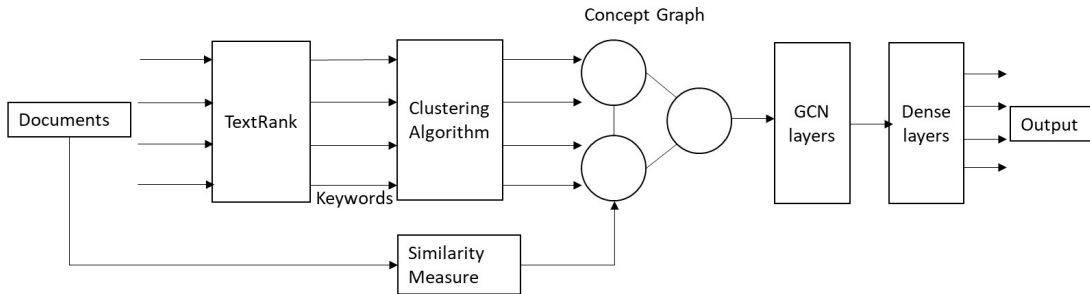 Concept Graph
Documents
TextRank
Keywords
Clustering
Algorithm
GCN
layers
Dense
layers
Output
Similarity
Measure